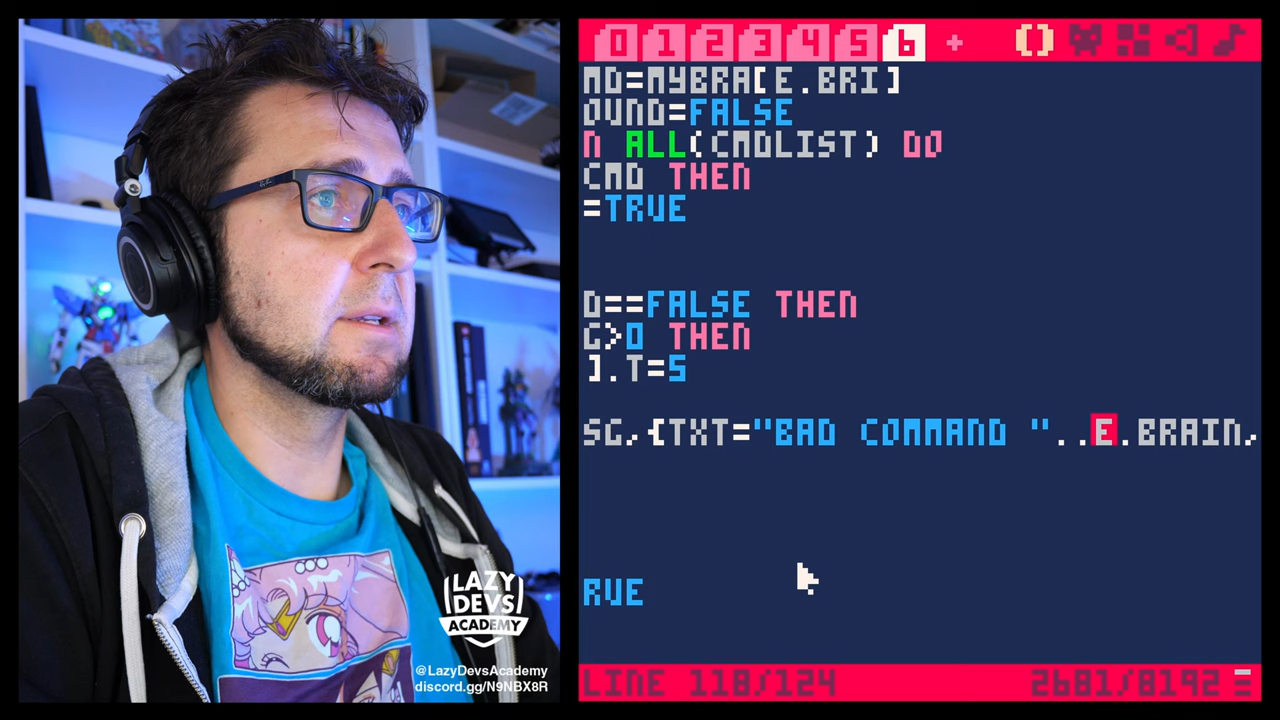 0 1 2 3 4 5 6 +
MD=MYBRA[E.BRI]
OUND=FALSE
N ALL(CMDLIST) DO
CMD THEN
=TRUE
D==FALSE THEN
G>0 THEN
].T=5
SG,{TXT="BAD COMMAND "..E.BRAIN,
RUE
LINE 118/124
2681/8192
LAZY
DEVS
ACADEMY
@LazyDevsAcademy
discord.gg/N9NBX8R